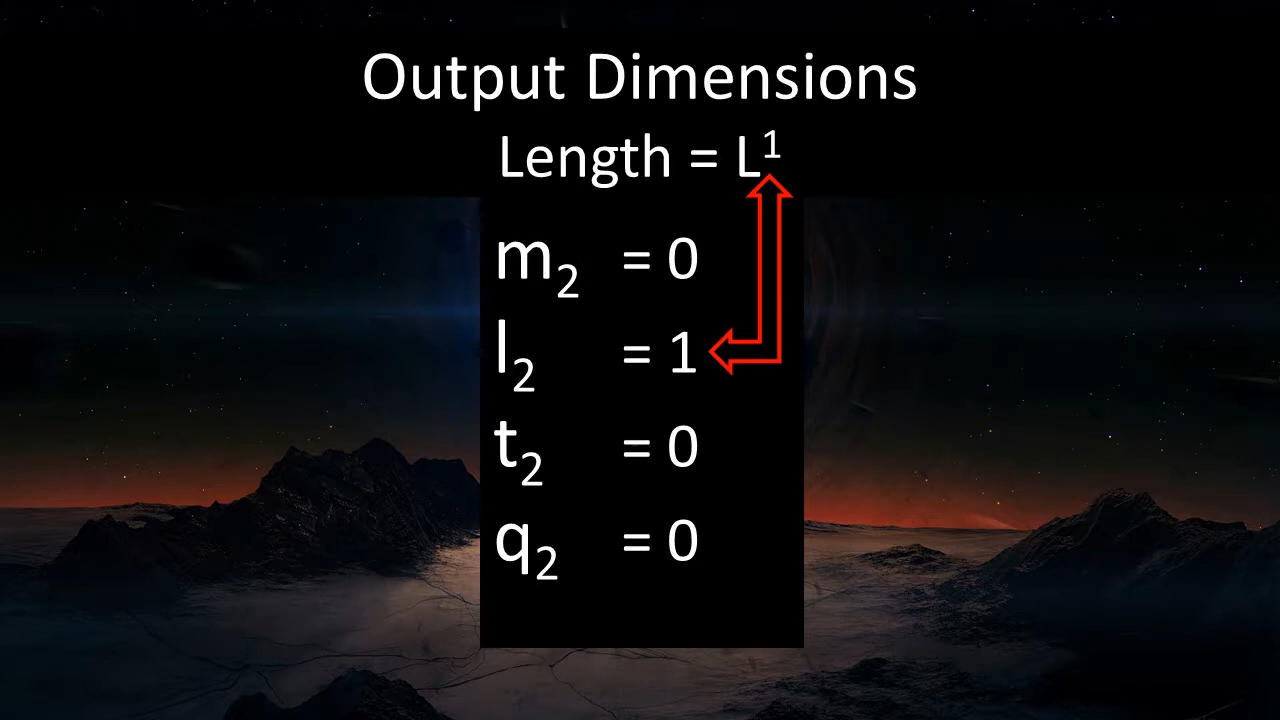 Output Dimensions
Length = L¹
m₂ = 0
l₂ = 1
t₂ = 0
q₂ = 0